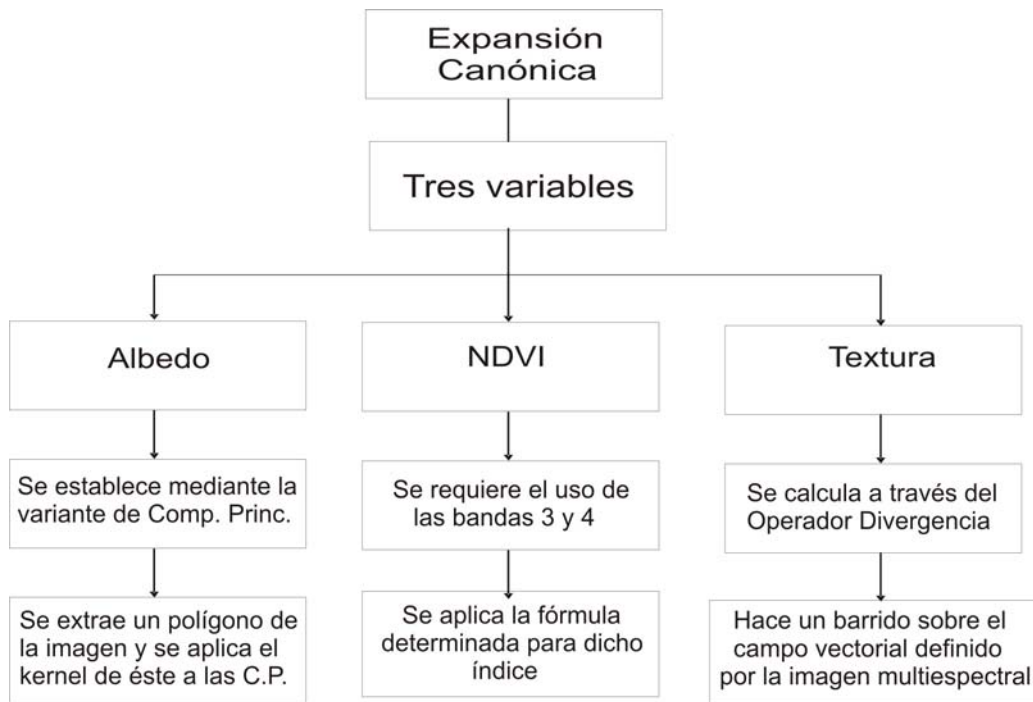 Expansión
Canónica
Tres variables
Albedo
NDVI
Textura
Se establece mediante la
variante de Comp. Princ.
Se requiere el uso de
las bandas 3 y 4
Se calcula a través del
Operador Divergencia
Se extrae un polígono de
la imagen y se aplica el
kernel de éste a las C.P.
Se aplica la fórmula
determinada para dicho
índice
Hace un barrido sobre el
campo vectorial definido
por la imagen multiespectral